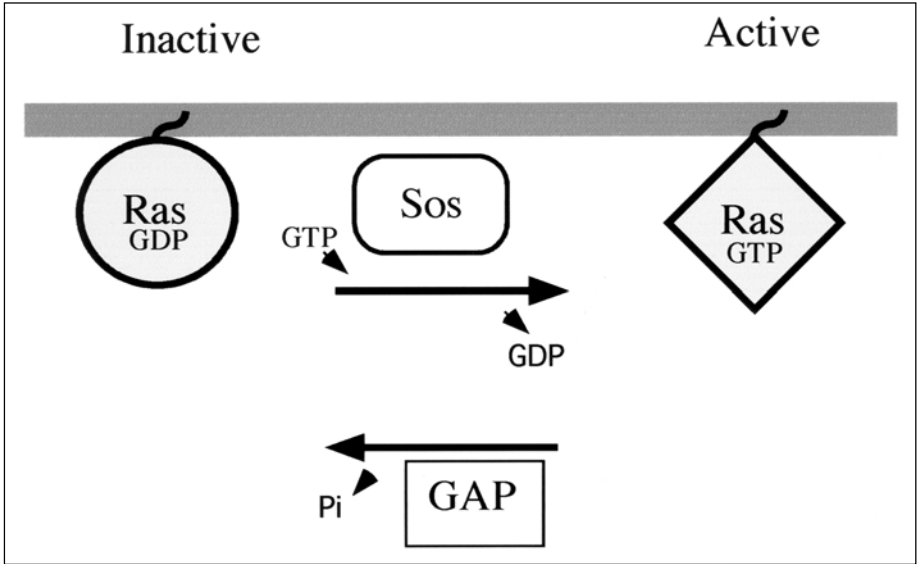 Inactive
Active
Ras
GDP
Sos
Ras
GTP
GTP
GDP
Pi
GAP